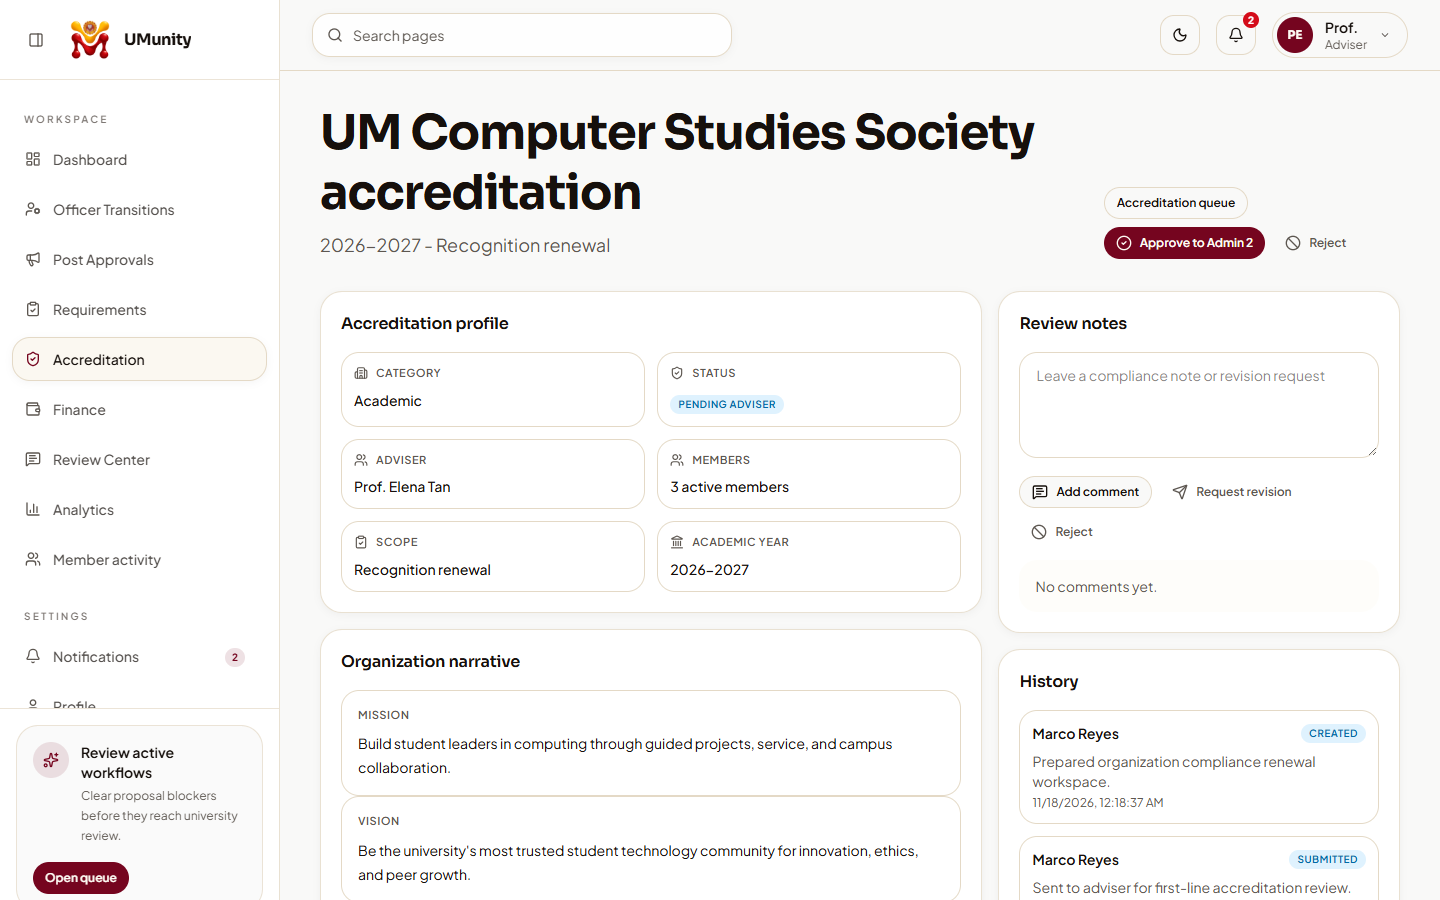 UMunity
WORKSPACE
Dashboard
Officer Transitions
Post Approvals
Requirements
Accreditation
Finance
Review Center
Analytics
Member activity
SETTINGS
Notifications
2
Profile
Review active
workflows
Clear proposal blockers
before they reach university
review.
Open queue
Search pages
2
PE
Prof.
Adviser
UM Computer Studies Society
accreditation
2026–2027 - Recognition renewal
Accreditation queue
Approve to Admin 2
Reject
Accreditation profile
CATEGORY
Academic
STATUS
PENDING ADVISER
ADVISER
Prof. Elena Tan
MEMBERS
3 active members
SCOPE
Recognition renewal
ACADEMIC YEAR
2026–2027
Organization narrative
MISSION
Build student leaders in computing through guided projects, service, and campus
collaboration.
VISION
Be the university's most trusted student technology community for innovation, ethics,
and peer growth.
Review notes
Leave a compliance note or revision request
Add comment
Request revision
Reject
No comments yet.
History
Marco Reyes
CREATED
Prepared organization compliance renewal
workspace.
11/18/2026, 12:18:37 AM
Marco Reyes
SUBMITTED
Sent to adviser for first-line accreditation review.